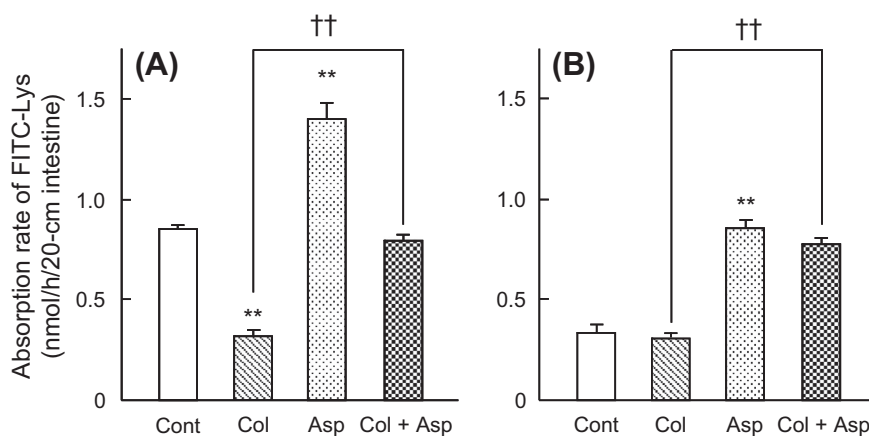 †† ††
(A) (B)
** 
**
**
Absorption rate of FITC-Lys
(nmol/h/20-cm intestine)
1.5 1.5
1.0 1.0
0.5 0.5
0 0
Cont Col Asp Col + Asp Cont Col Asp Col + Asp